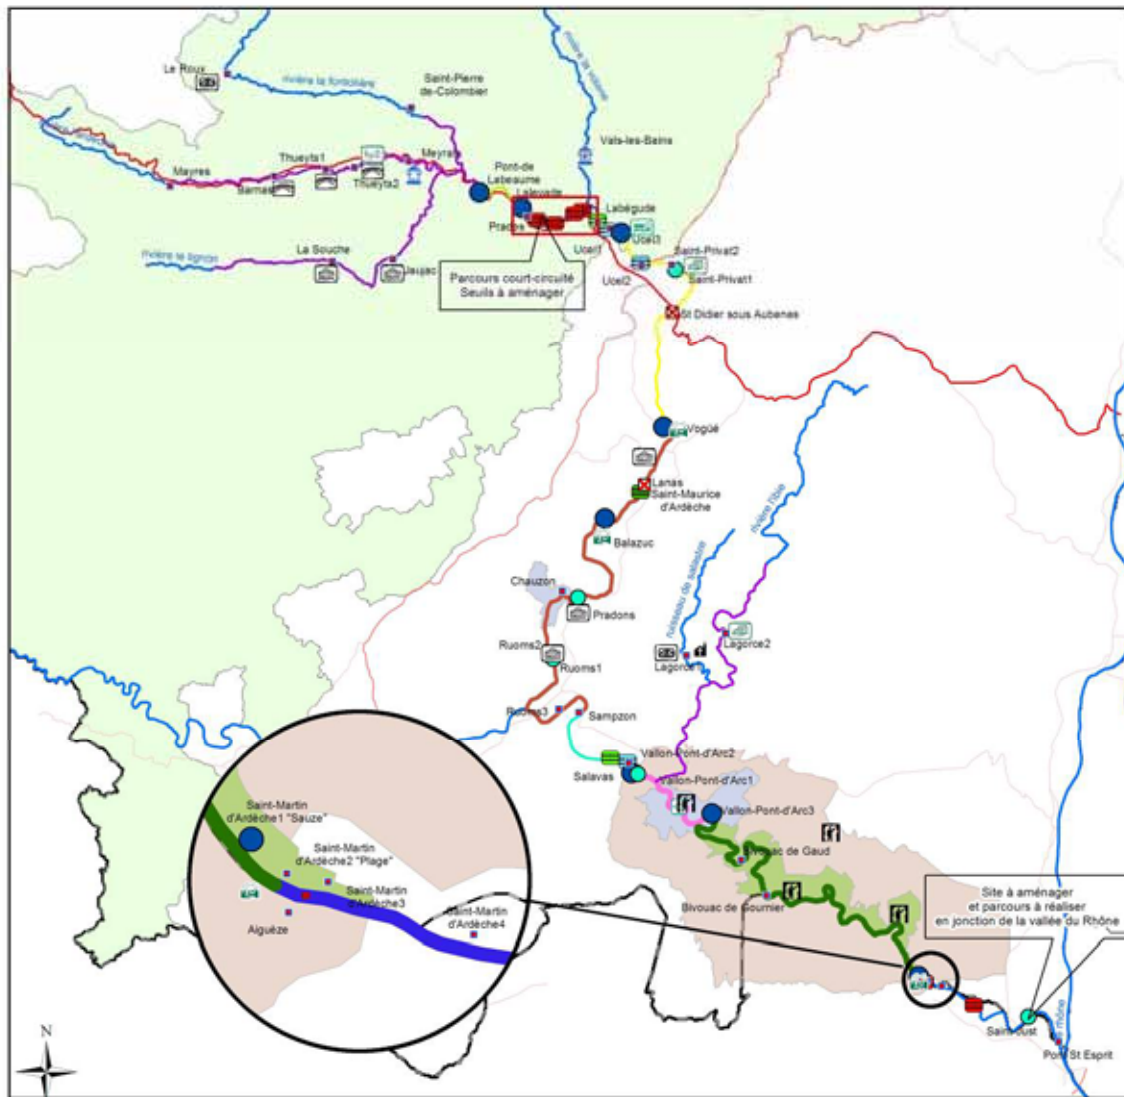 Le Roux
rivière la fontolière
Saint-Pierre
de-Colombier
rivière la volane
Vals-les-Bains
Mayres
Barnas
Thueyts1
Thueyts2
Meyras
Pont-de
Lebeaume
Lalevade
Prades
Labégude
Ucel1
Ucel3
Ucel2
Saint-Privat2
Saint-Privat1
La Souche
rivière le lignon
Jaujac
Parcours court-circuité
Seuils à aménager
St Didier sous Aubenas
Vogüé
Lanas
Saint-Maurice
d'Ardèche
Balazuc
rivière l'ibie
ruisseau de salastre
Chauzon
Pradons
Ruoms2
Ruoms1
Lagorce1
Lagorce2
Ruoms3
Sampzon
Vallon-Pont-d'Arc2
Salavas
Vallon-Pont-d'Arc1
Vallon-Pont-d'Arc3
Bivouac de Gaud
Bivouac de Gournier
Site à aménager
et parcours à réaliser
en jonction de la vallée du Rhône
Saint-Martin
d'Ardèche1 "Sauze"
Saint-Martin
d'Ardèche2 "Plage"
Saint-Martin
d'Ardèche3
Saint-Martin
d'Ardèche4
Aiguèze
Saint-Just
rhône
Pont St Esprit
N